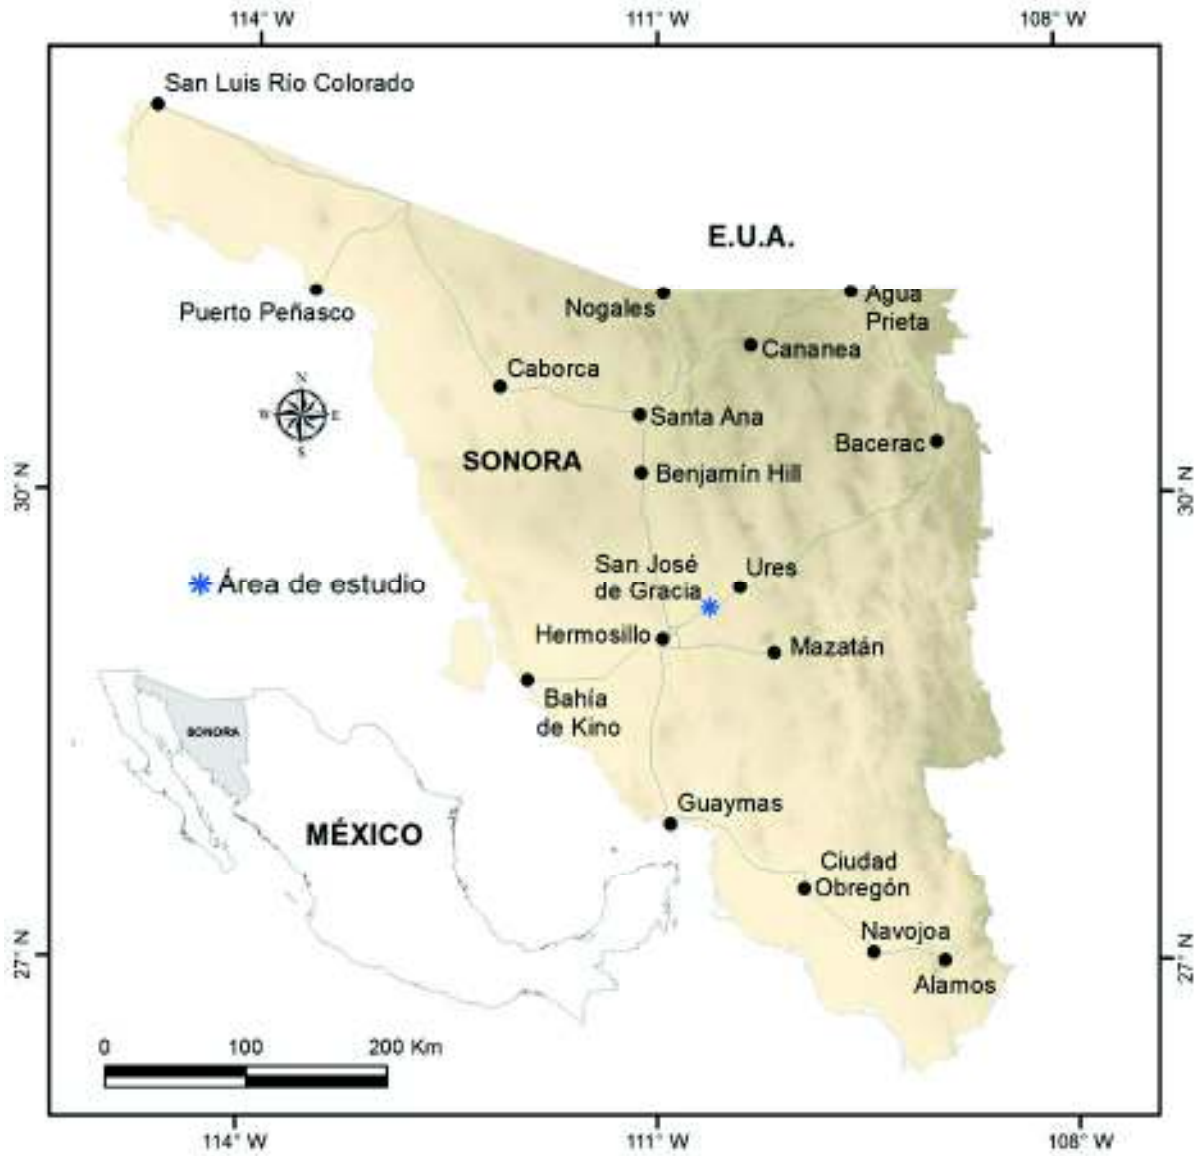 114° W
111° W
108° W
San Luis Rio Colorado
E.U.A.
Puerto Peñasco
Nogales
Agua
Prieta
Cananea
Caborca
N
W
E
S
Santa Ana
SONORA
Bacerac
Benjamín Hill
30° N
30° N
San José
de Gracia
Ures
Área de estudio
Hermosillo
Mazatán
Bahía
de Kino
SONORA
Guaymas
MÉXICO
Ciudad
Obregón
Navojoa
Alamos
27° N
27° N
0
100
200 Km
114° W
111° W
108° W